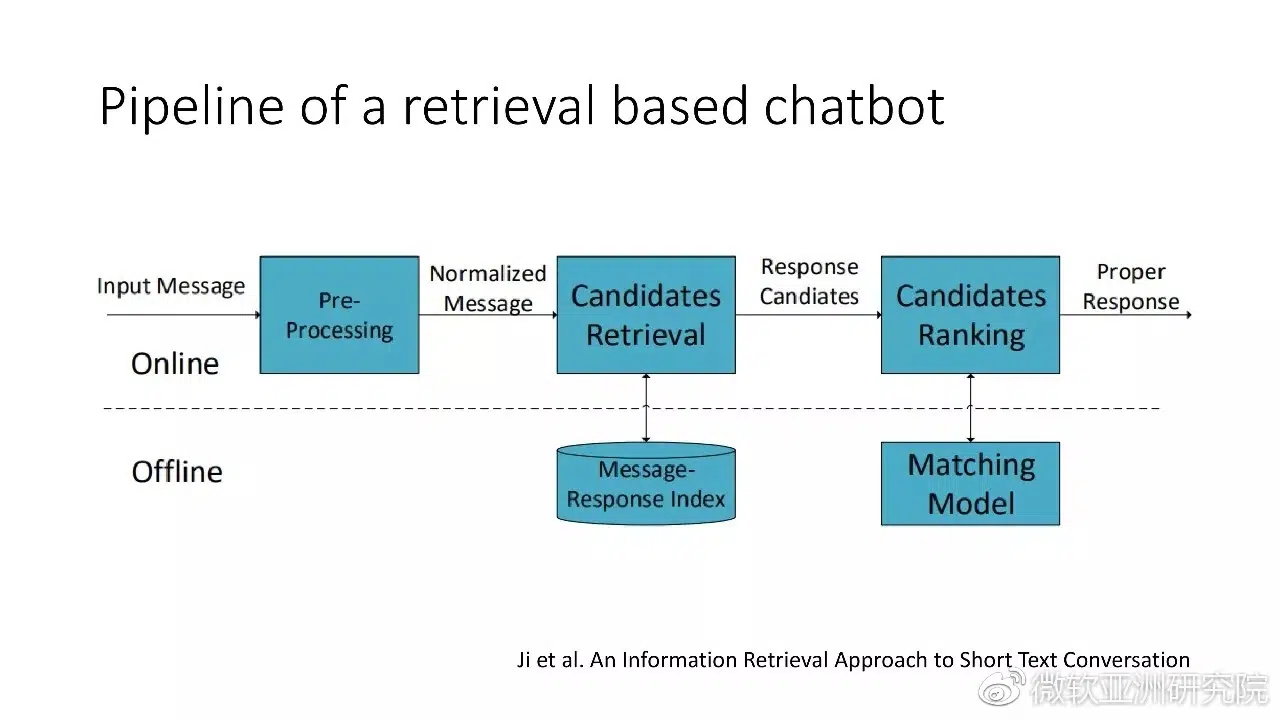 Pipeline of a retrieval based chatbot
Input Message
Pre-
Processing
Normalized
Message
Candidates
Retrieval
Response
Candiates
Candidates
Ranking
Proper
Response
Online
Offline
Message-
Response Index
Matching
Model
Ji et al. An Information Retrieval Approach to Short Text Conversation
微软亚洲研究院